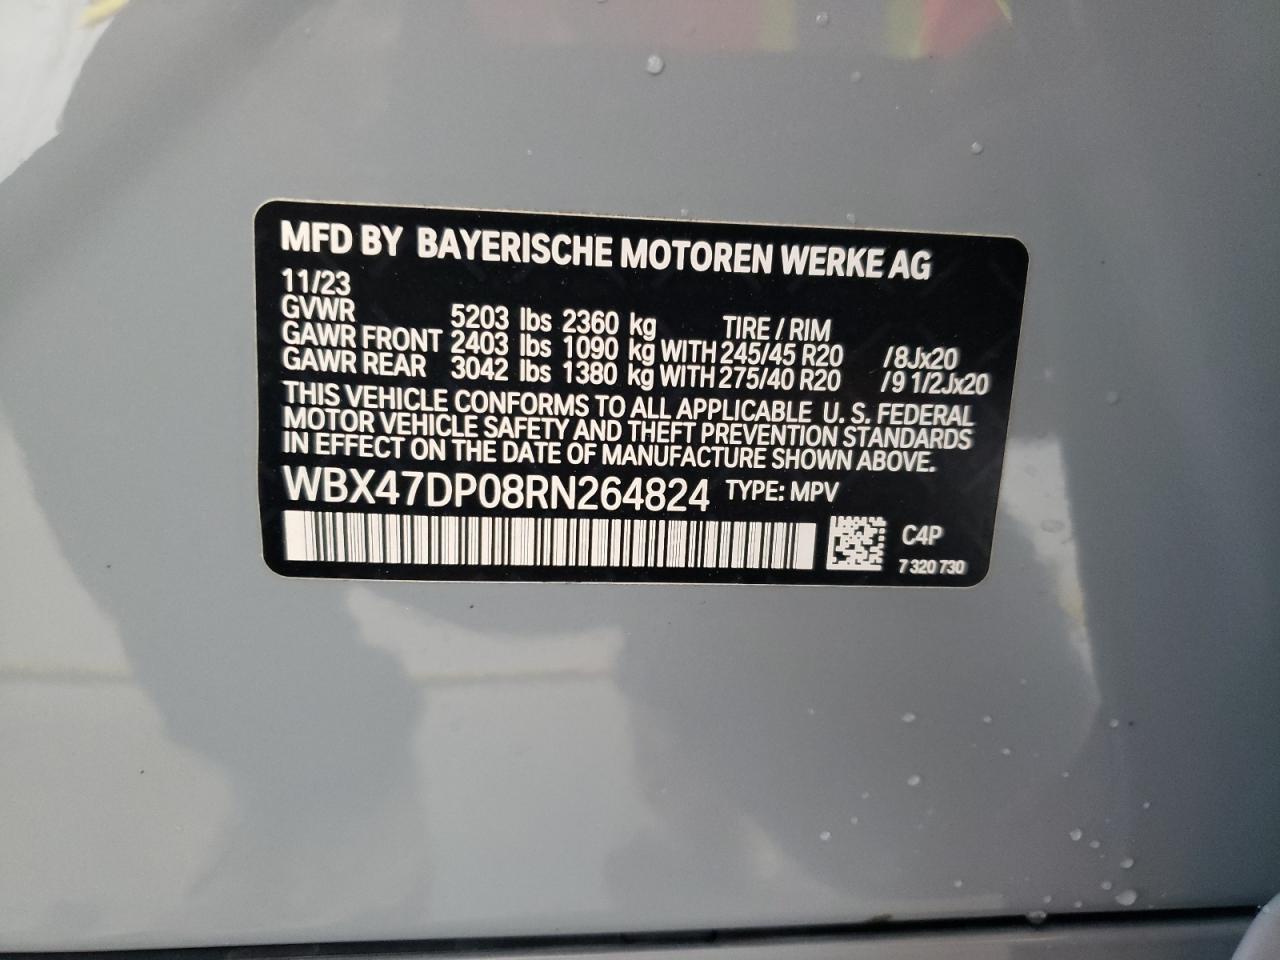 MFD BY BAYERISCHE MOTOREN WERKE AG
11/23
GVWR 5203 lbs 2360 kg TIRE / RIM
GAWR FRONT 2403 lbs 1090 kg WITH 245/45 R20 /8Jx20
GAWR REAR 3042 lbs 1380 kg WITH 275/40 R20 /9 1/2Jx20
THIS VEHICLE CONFORMS TO ALL APPLICABLE U. S. FEDERAL
MOTOR VEHICLE SAFETY AND THEFT PREVENTION STANDARDS
IN EFFECT ON THE DATE OF MANUFACTURE SHOWN ABOVE.
WBX47DP08RN264824 TYPE: MPV
C4P
7 320 730